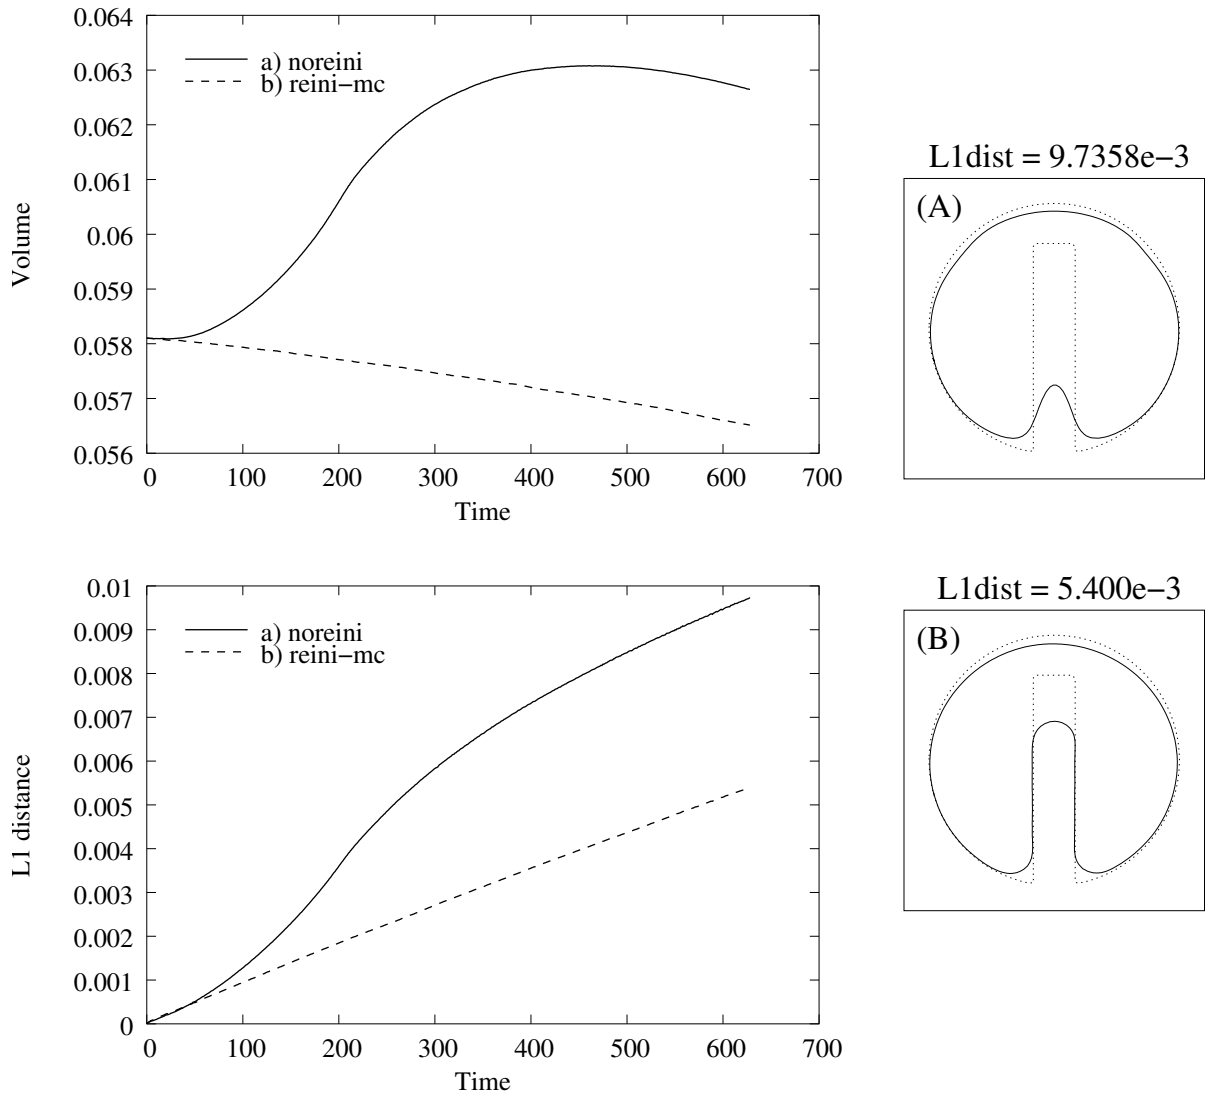 0.064
0.063
0.062
0.061
0.06
0.059
0.058
0.057
0.056
Volume
a) noreini
b) reini−mc
0 100 200 300 400 500 600 700
Time
L1dist = 9.7358e−3
(A)
0.01
0.009
0.008
0.007
0.006
0.005
0.004
0.003
0.002
0.001
0
L1 distance
a) noreini
b) reini−mc
0 100 200 300 400 500 600 700
Time
L1dist = 5.400e−3
(B)